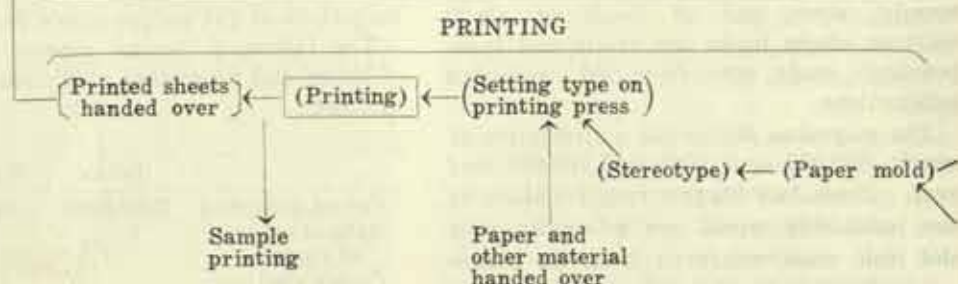 PRINTING
(Printed sheets
handed over)
(Printing)
(Setting type on
printing press)
(Stereotype)
(Paper mold)
Sample
printing
Paper and
other material
handed over